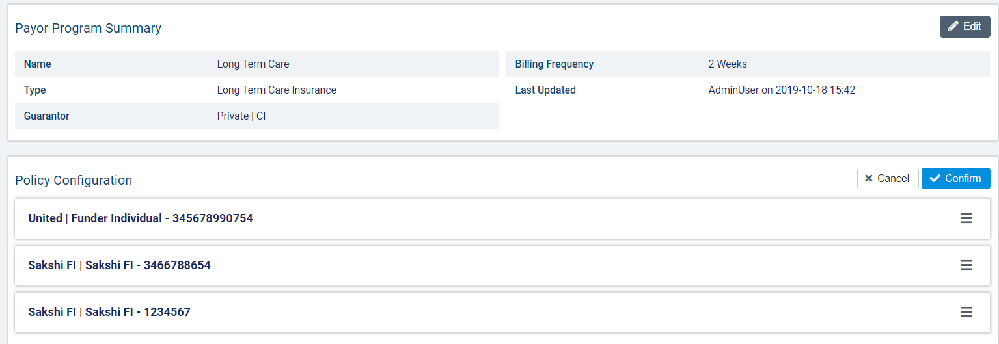 Payor Program Summary
Edit
Name Long Term Care
Billing Frequency 2 Weeks
Type Long Term Care Insurance
Last Updated AdminUser on 2019-10-18 15:42
Guarantor Private | CI
Policy Configuration
Cancel
Confirm
United | Funder Individual - 345678990754
Sakshi FI | Sakshi FI - 3466788654
Sakshi FI | Sakshi FI - 1234567